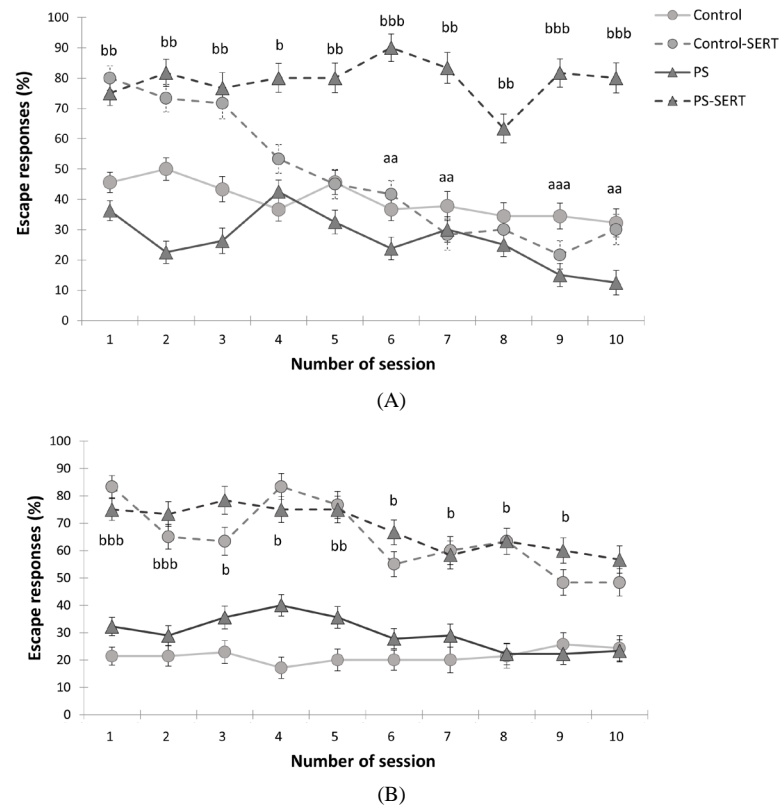 100
90
80
70
60
50
40
30
20
10
0
Escape responses (%)
bb bb bb b bb bbb bb bb bbb bbb
aa aa aaa aa
Control
Control-SERT
PS
PS-SERT
1 2 3 4 5 6 7 8 9 10
Number of session
(A)
100
90
80
70
60
50
40
30
20
10
0
Escape responses (%)
b b b b
bbb bbb b b bb
1 2 3 4 5 6 7 8 9 10
Number of session
(B)